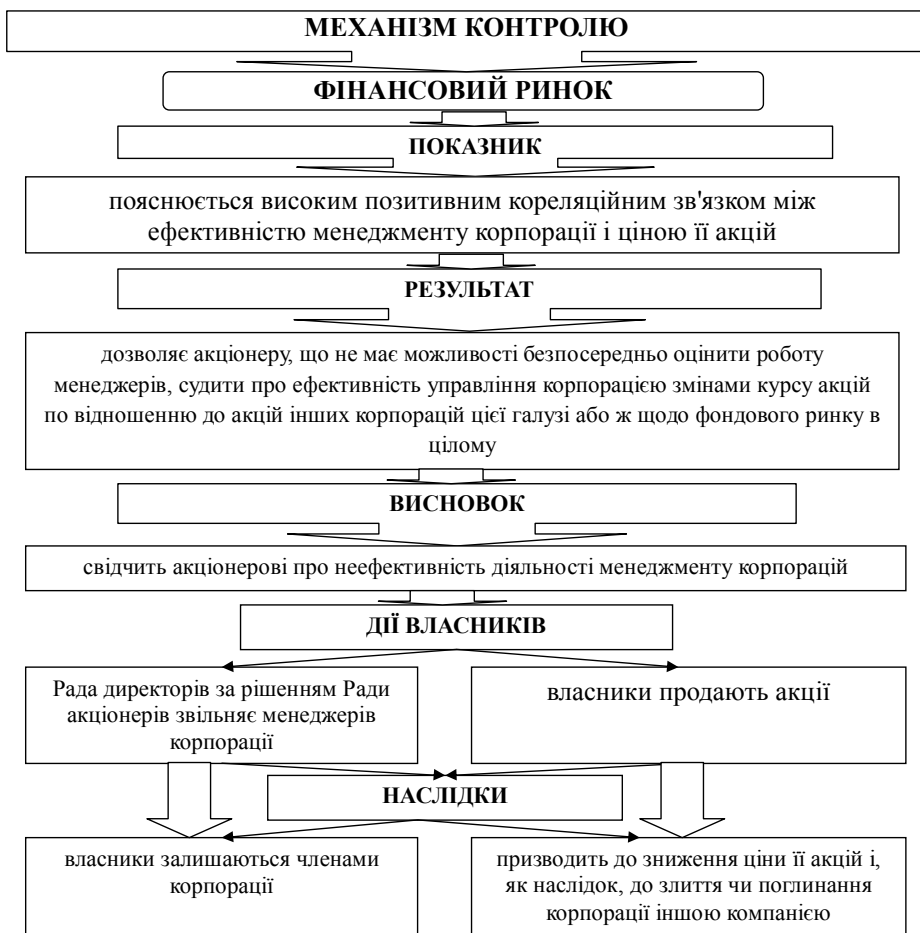 МЕХАНІЗМ КОНТРОЛЮ
ФІНАНСОВИЙ РИНОК
ПОКАЗНИК
пояснюється високим позитивним кореляційним зв'язком між
ефективністю менеджменту корпорації і ціною її акцій
РЕЗУЛЬТАТ
дозволяє акціонеру, що не має можливості безпосередньо оцінити роботу
менеджерів, судити про ефективність управління корпорацією змінами курсу акцій
по відношенню до акцій інших корпорацій цієї галузі або ж щодо фондового ринку в
цілому
ВИСНОВОК
свідчить акціонерові про неефективність діяльності менеджменту корпорацій
ДІЇ ВЛАСНИКІВ
Рада директорів за рішенням Ради
акціонерів звільняє менеджерів
корпорації
власники продають акції
НАСЛІДКИ
власники залишаються членами
корпорації
призводить до зниження ціни її акцій і,
як наслідок, до злиття чи поглинання
корпорації іншою компанією